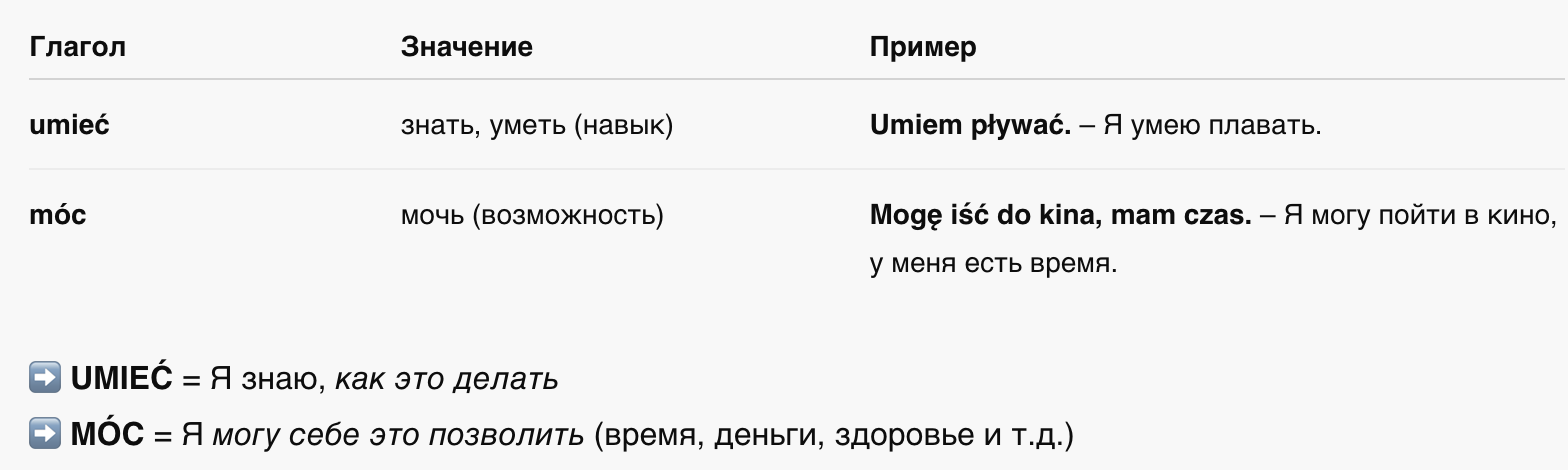 Глагол Значение Пример
umieć знать, уметь (навык) Umiem pływać. – Я умею плавать.
móc мочь (возможность) Mogę iść do kina, mam czas. – Я могу пойти в кино,
у меня есть время.
➡️ UMIEĆ = Я знаю, как это делать
➡️ MÓC = Я могу себе это позволить (время, деньги, здоровье и т.д.)